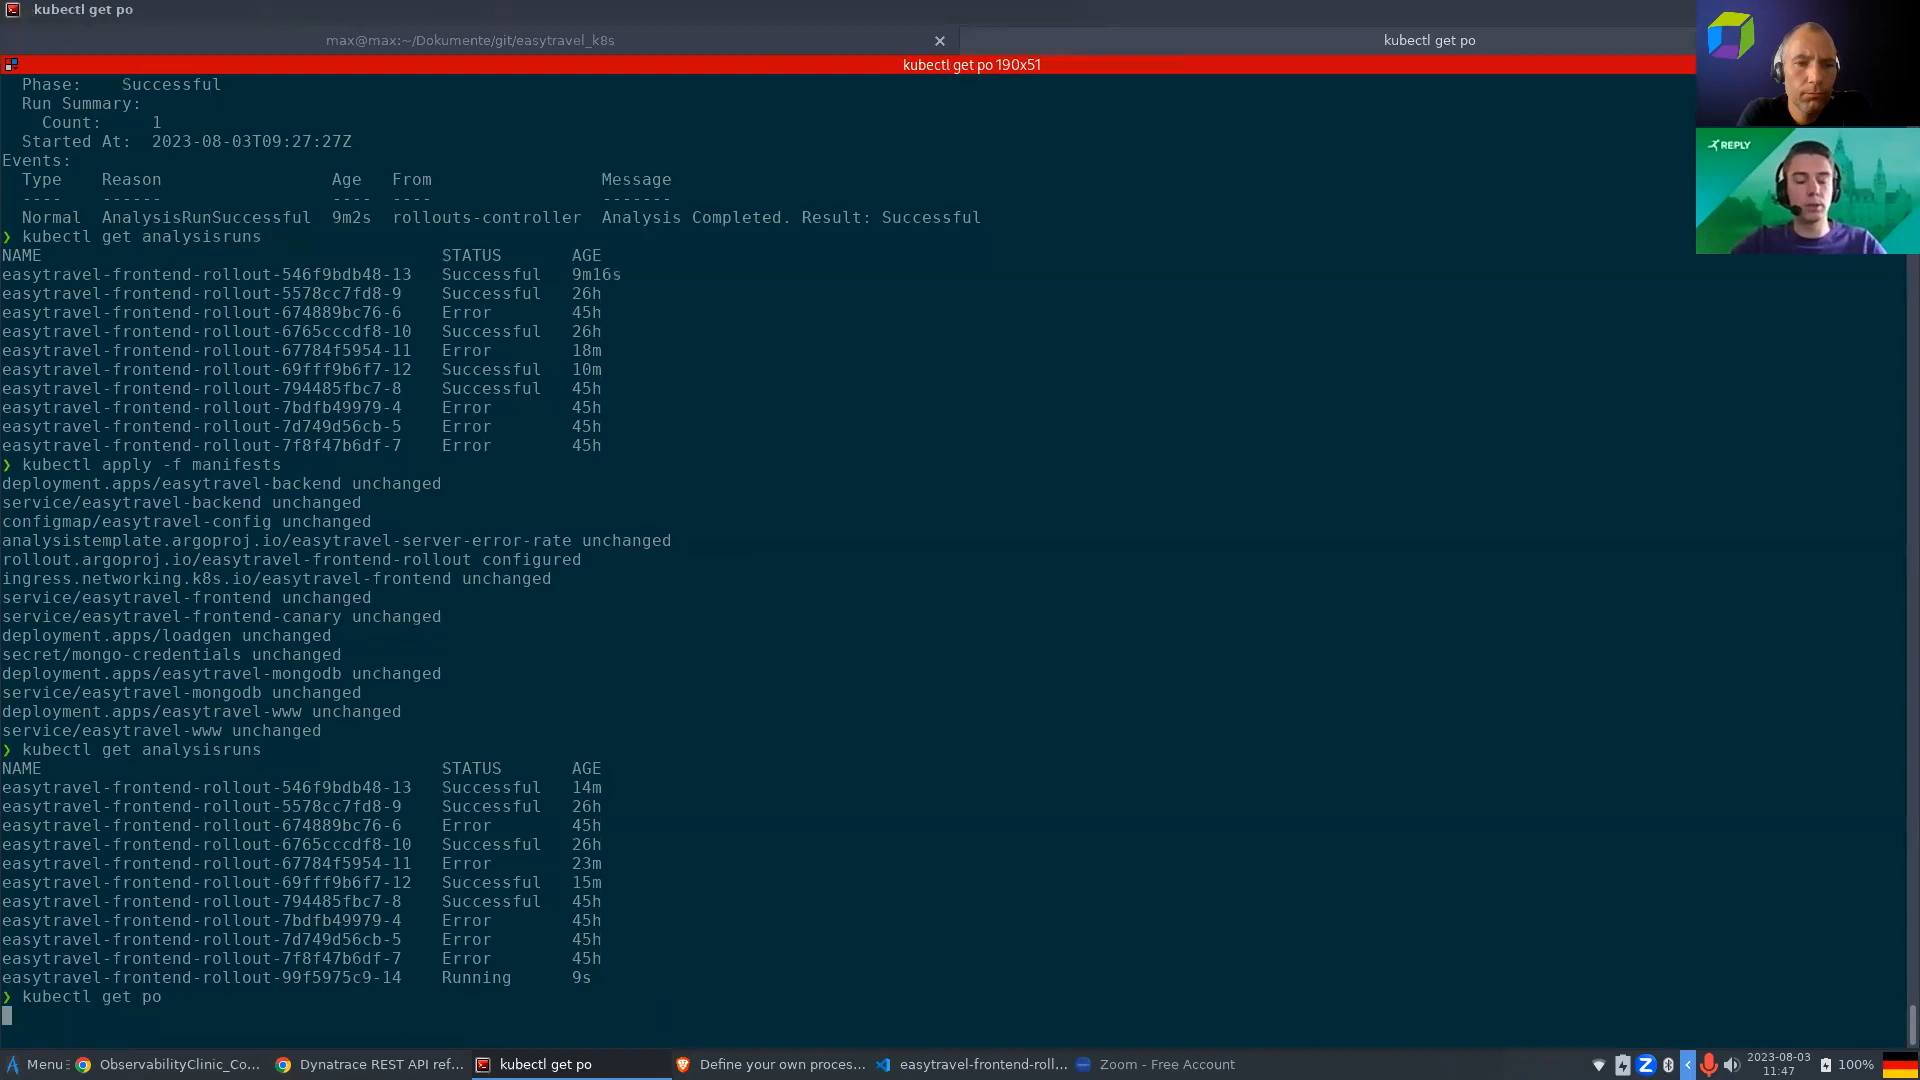 kubectl get po
max@max:~/Dokumente/git/easytravel_k8s
kubectl get po
kubectl get po 190x51
Phase:    Successful
Run Summary:
Count:     1
Started At:  2023-08-03T09:27:27Z
Events:
Type    Reason                 Age   From                 Message
----    ------                 ----  ----                 -------
Normal  AnalysisRunSuccessful  9m2s  rollouts-controller  Analysis Completed. Result: Successful
❯ kubectl get analysisruns
NAME                                        STATUS       AGE
easytravel-frontend-rollout-546f9bdb48-13   Successful   9m16s
easytravel-frontend-rollout-5578cc7fd8-9    Successful   26h
easytravel-frontend-rollout-674889bc76-6    Error        45h
easytravel-frontend-rollout-6765cccdf8-10   Successful   26h
easytravel-frontend-rollout-67784f5954-11   Error        18m
easytravel-frontend-rollout-69fff9b6f7-12   Successful   10m
easytravel-frontend-rollout-794485fbc7-8    Successful   45h
easytravel-frontend-rollout-7bdfb49979-4    Error        45h
easytravel-frontend-rollout-7d749d56cb-5    Error        45h
easytravel-frontend-rollout-7f8f47b6df-7    Error        45h
❯ kubectl apply -f manifests
deployment.apps/easytravel-backend unchanged
service/easytravel-backend unchanged
configmap/easytravel-config unchanged
analysistemplate.argoproj.io/easytravel-server-error-rate unchanged
rollout.argoproj.io/easytravel-frontend-rollout configured
ingress.networking.k8s.io/easytravel-frontend unchanged
service/easytravel-frontend unchanged
service/easytravel-frontend-canary unchanged
deployment.apps/loadgen unchanged
secret/mongo-credentials unchanged
deployment.apps/easytravel-mongodb unchanged
service/easytravel-mongodb unchanged
deployment.apps/easytravel-www unchanged
service/easytravel-www unchanged
❯ kubectl get analysisruns
NAME                                        STATUS       AGE
easytravel-frontend-rollout-546f9bdb48-13   Successful   14m
easytravel-frontend-rollout-5578cc7fd8-9    Successful   26h
easytravel-frontend-rollout-674889bc76-6    Error        45h
easytravel-frontend-rollout-6765cccdf8-10   Successful   26h
easytravel-frontend-rollout-67784f5954-11   Error        23m
easytravel-frontend-rollout-69fff9b6f7-12   Successful   15m
easytravel-frontend-rollout-794485fbc7-8    Successful   45h
easytravel-frontend-rollout-7bdfb49979-4    Error        45h
easytravel-frontend-rollout-7d749d56cb-5    Error        45h
easytravel-frontend-rollout-7f8f47b6df-7    Error        45h
easytravel-frontend-rollout-99f5975c9-14    Running      9s
❯ kubectl get po
REPLY
Menu ObservabilityClinic_Co... Dynatrace REST API ref... kubectl get po Define your own proces... easytravel-frontend-roll... Zoom - Free Account 2023-08-03 100%
11:47